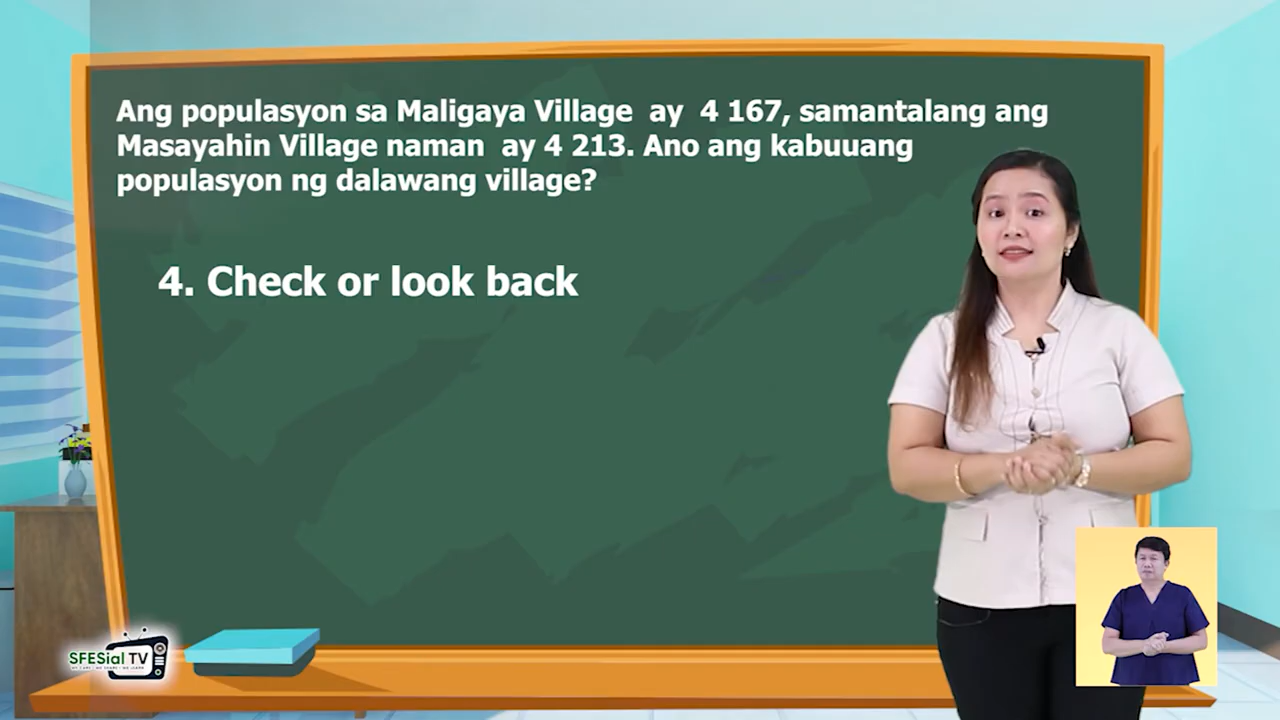 Ang populasyon sa Maligaya Village ay 4 167, samantalang ang
Masayahin Village naman ay 4 213. Ano ang kabuuang
populasyon ng dalawang village?
4. Check or look back
SFESial TV